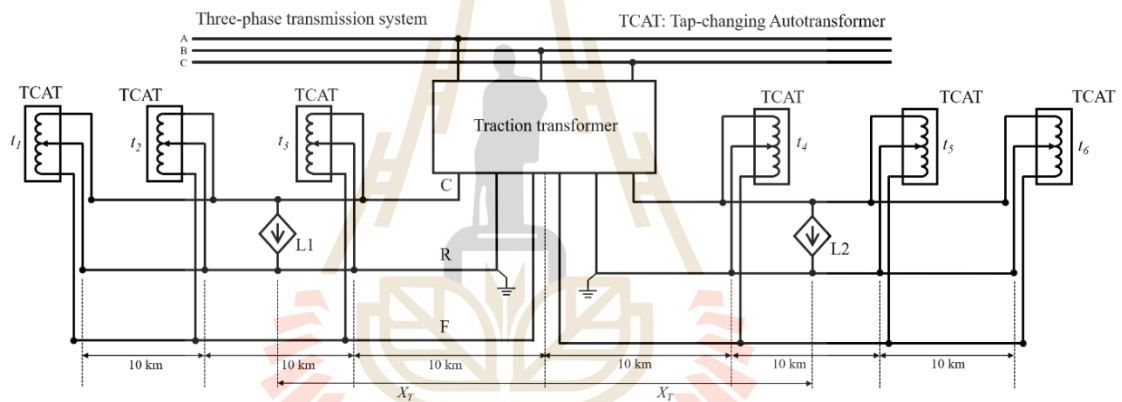 Three-phase transmission system
TCAT: Tap-changing Autotransformer
A
B
C
TCAT
TCAT
TCAT
TCAT
TCAT
TCAT
Traction transformer
t1
t2
t3
t4
t5
t6
C
L1
L2
R
F
10 km
10 km
10 km
10 km
10 km
10 km
XT
XT